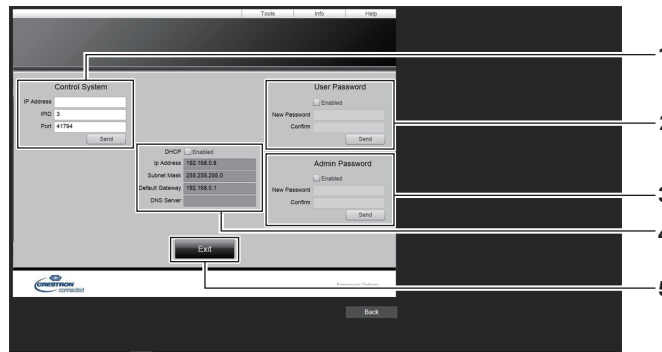 Tools Info Help
Control System
IP Address
IPID 3
Port 41794
Send
User Password
Enabled
New Password
Confirm
Send
DHCP Enabled
Ip Address 192.168.0.8
Subnet Mask 255.255.255.0
Default Gateway 192.168.0.1
DNS Server
Admin Password
Enabled
New Password
Confirm
Send
Exit
CRESTRON
connected
Back
1
2
3
4
5